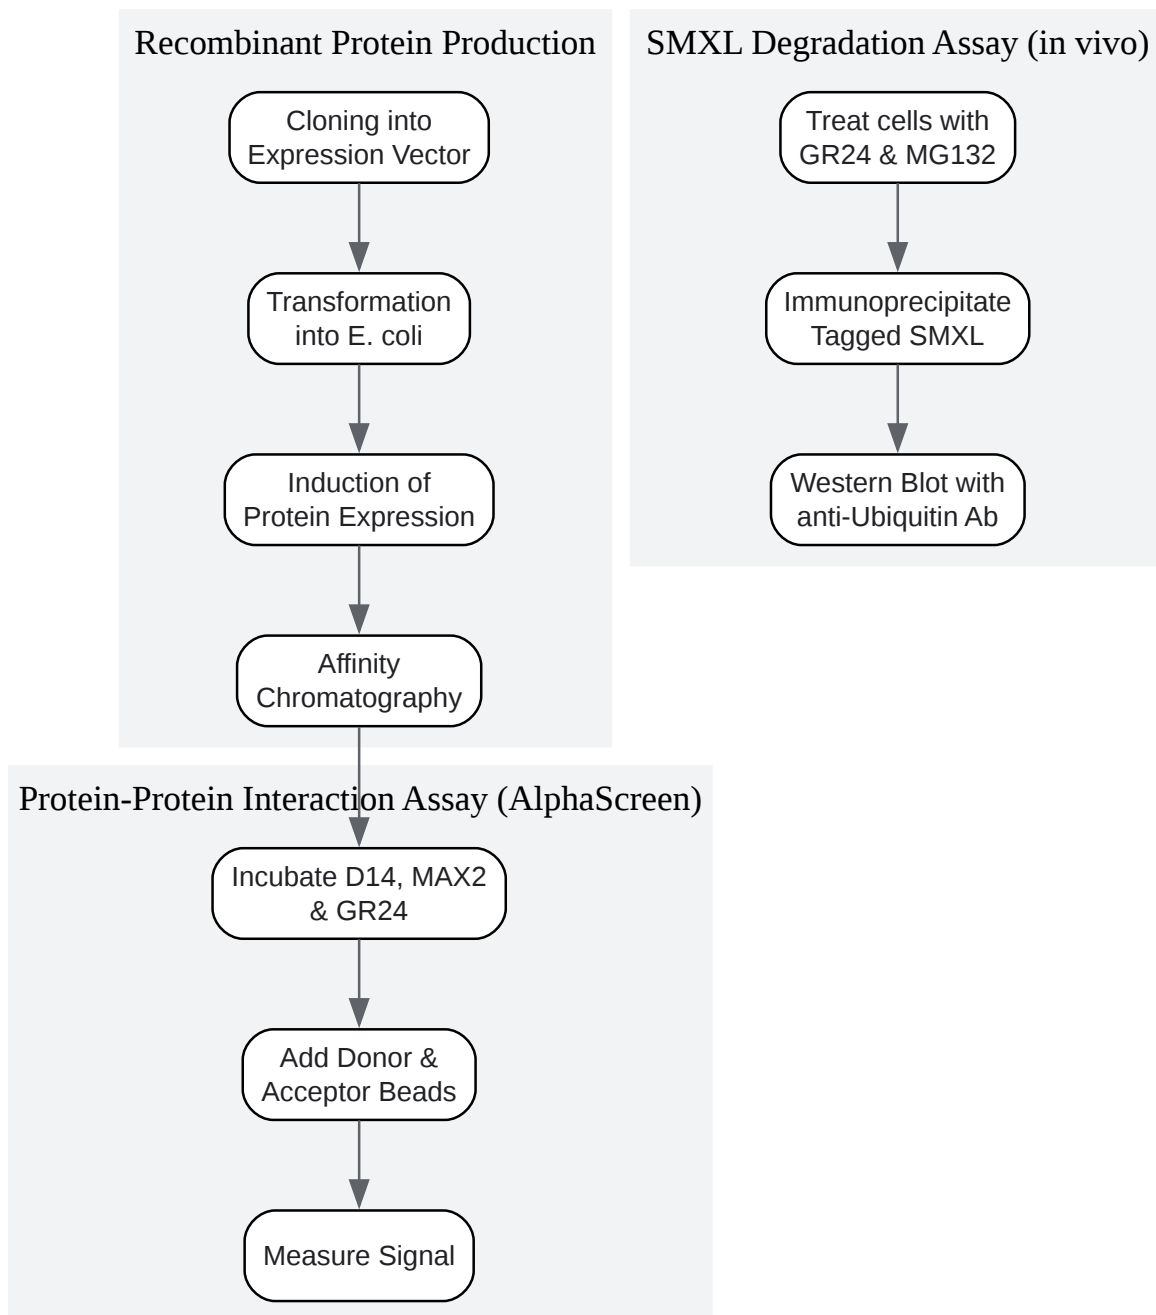 Recombinant Protein Production
Cloning into
Expression Vector
Transformation
into E. coli
Induction of
Protein Expression
Affinity
Chromatography
SMXL Degradation Assay (in vivo)
Treat cells with
GR24 & MG132
Immunoprecipitate
Tagged SMXL
Western Blot with
anti-Ubiquitin Ab
Protein-Protein Interaction Assay (AlphaScreen)
Incubate D14, MAX2
& GR24
Add Donor &
Acceptor Beads
Measure Signal